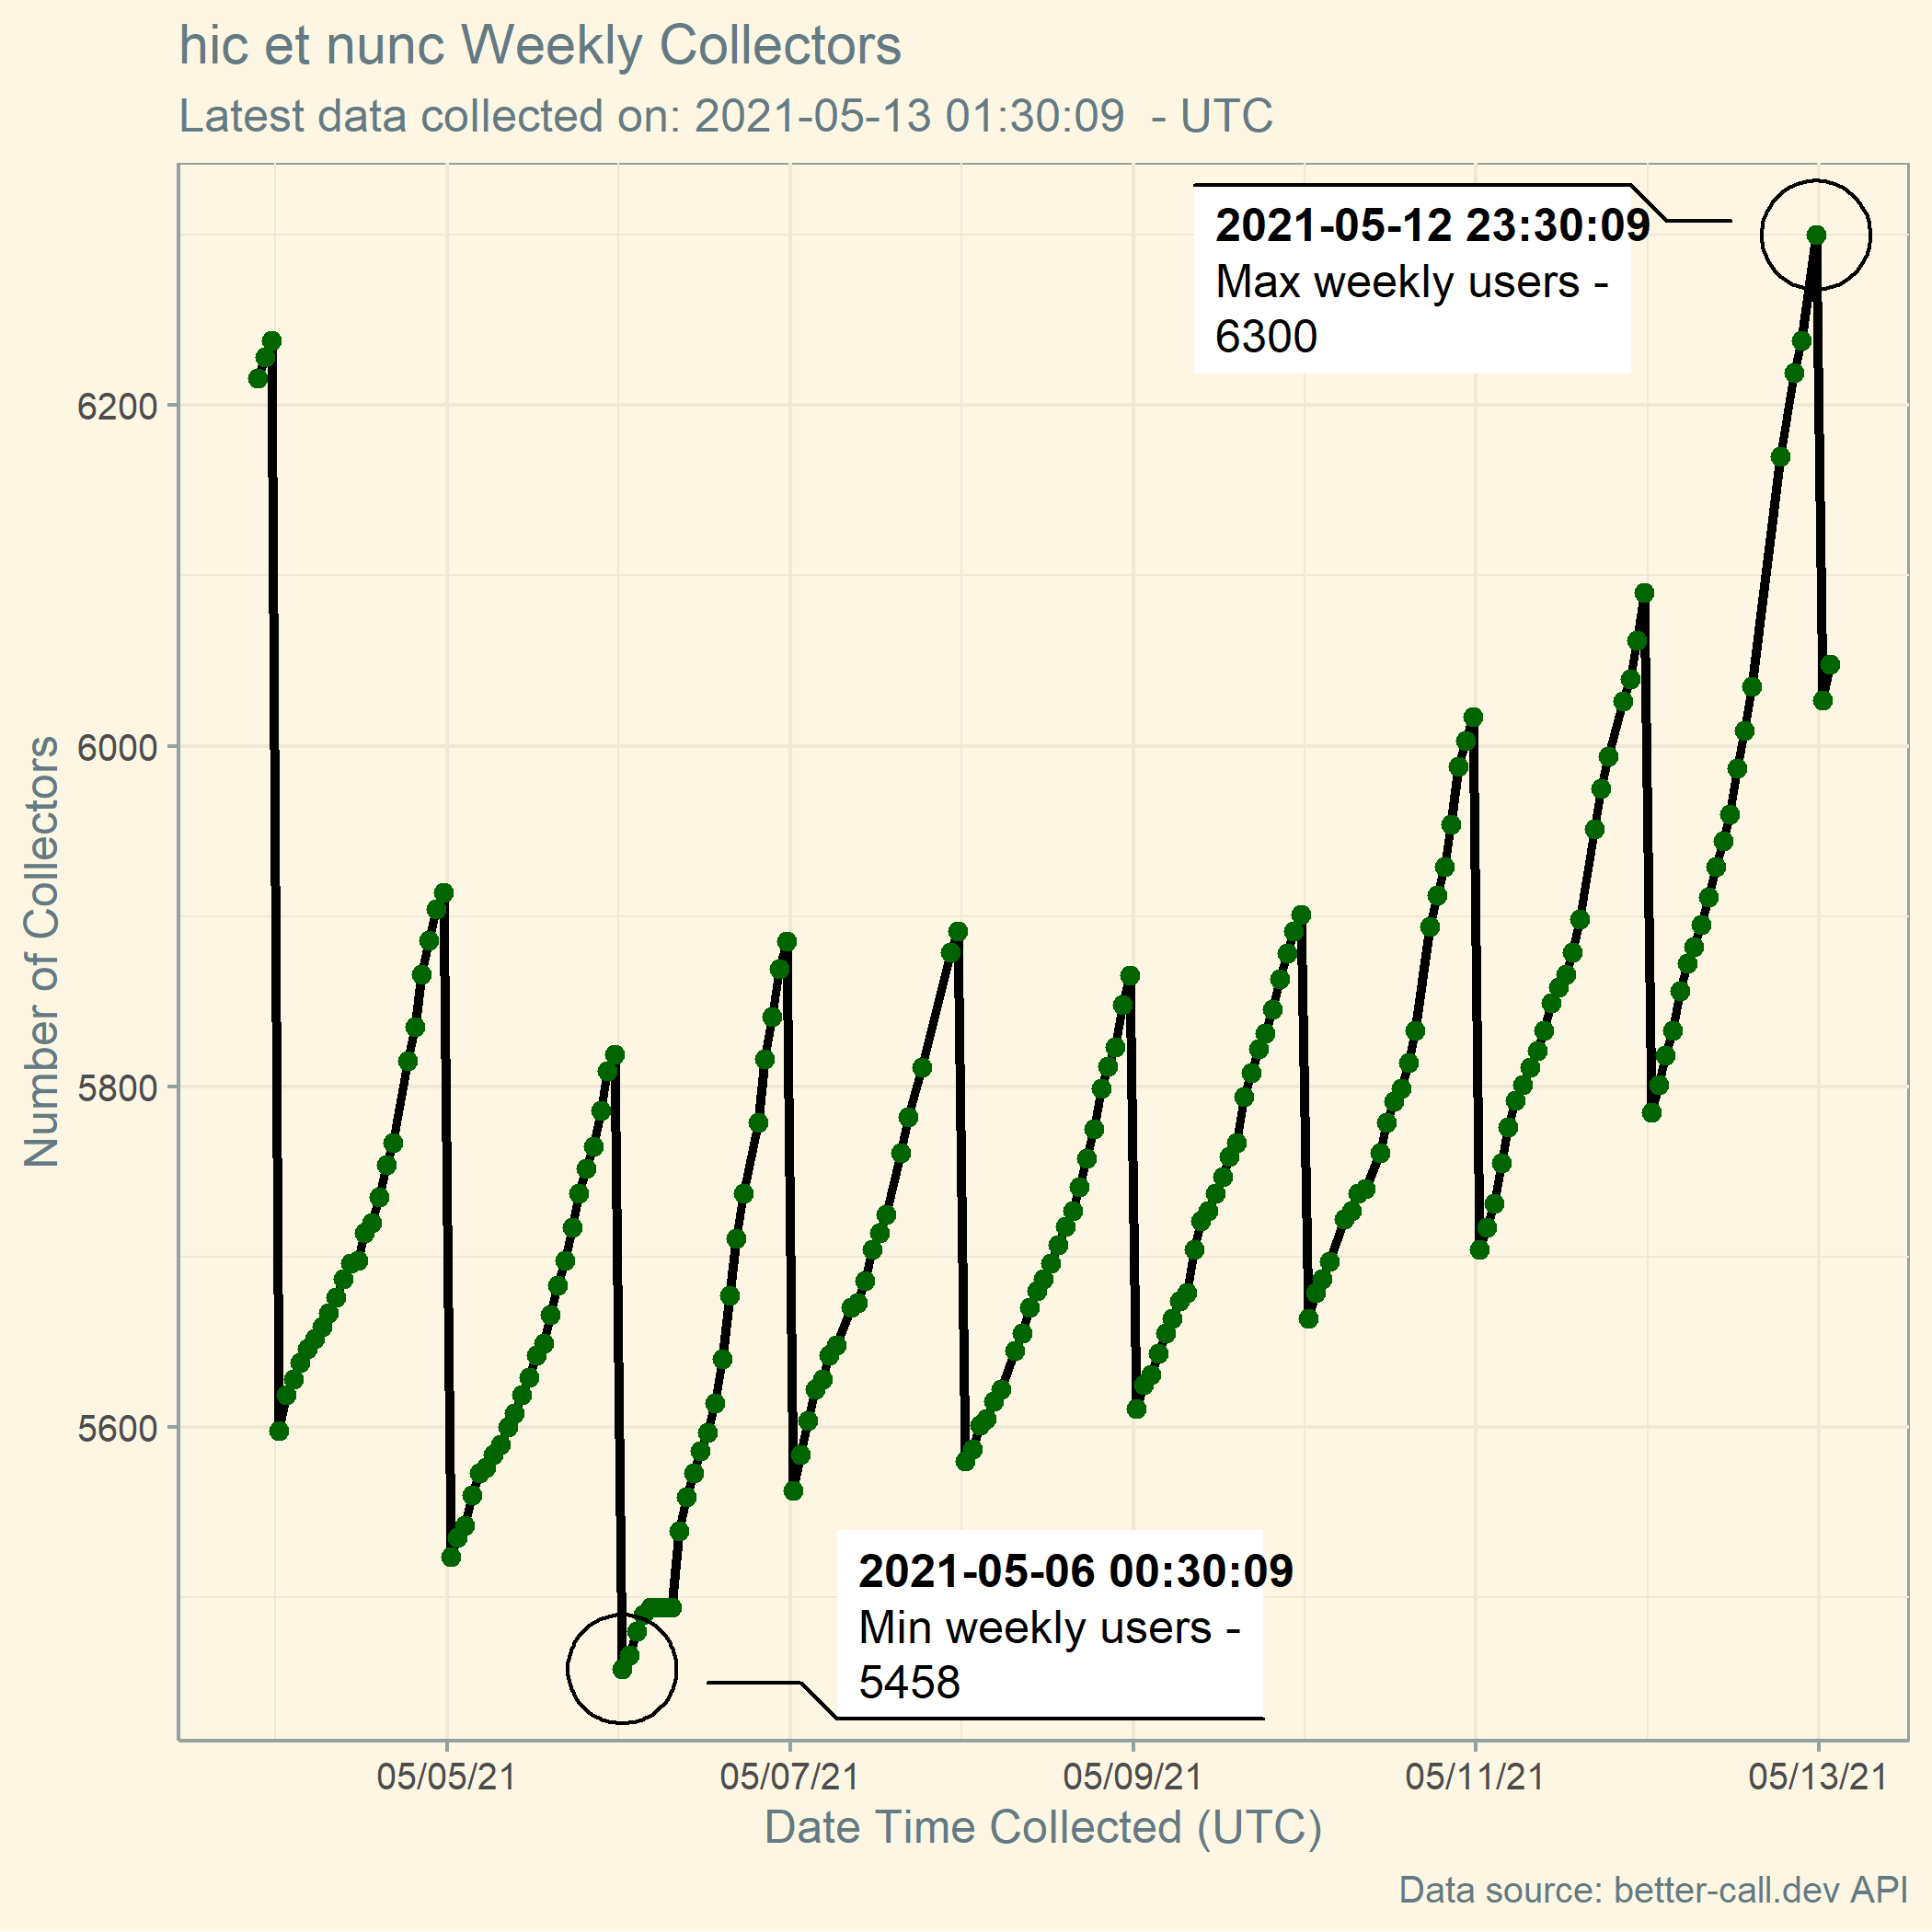 hic et nunc Weekly Collectors
Latest data collected on: 2021-05-13 01:30:09  - UTC
2021-05-12 23:30:09
Max weekly users -
6300
6200
6000
5800
5600
Number of Collectors
2021-05-06 00:30:09
Min weekly users -
5458
05/05/21
05/07/21
05/09/21
05/11/21
05/13/21
Date Time Collected (UTC)
Data source: better-call.dev API